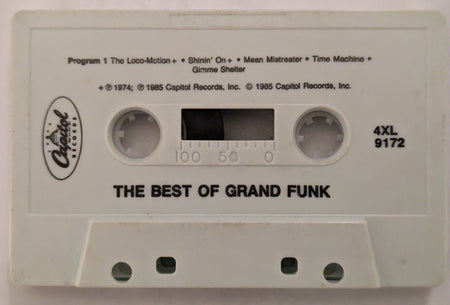 Program 1 The Loco-Motion + • Shinin' On + • Mean Mistreater • Time Machine •
Gimme Shelter
+ ℗ 1974; ℗ 1985 Capitol Records, Inc. © 1985 Capitol Records, Inc.
Capitol
RECORDS
4XL
9172
100 50 0
THE BEST OF GRAND FUNK